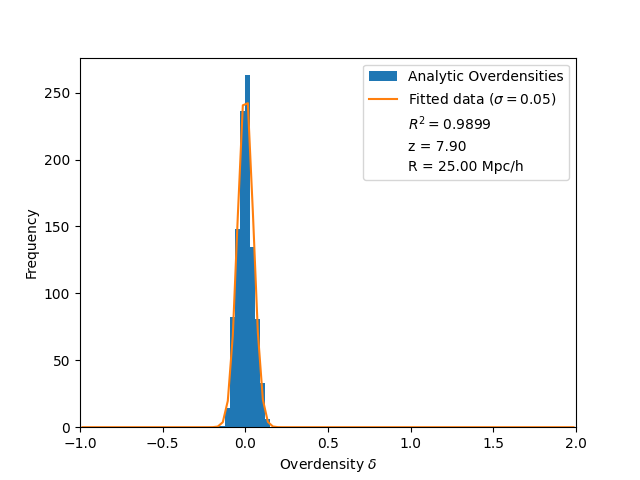 Analytic Overdensities
Fitted data (σ = 0.05)
R² = 0.9899
z = 7.90
R = 25.00 Mpc/h
250
200
150
100
50
0
Frequency
−1.0 −0.5 0.0 0.5 1.0 1.5 2.0
Overdensity δ